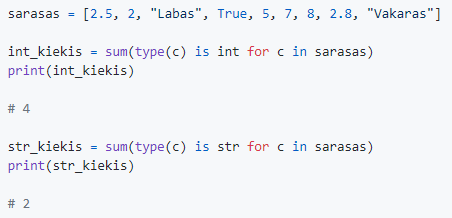 sarasas = [2.5, 2, "Labas", True, 5, 7, 8, 2.8, "Vakaras"]
int_kiekis = sum(type(c) is int for c in sarasas)
print(int_kiekis)
# 4
str_kiekis = sum(type(c) is str for c in sarasas)
print(str_kiekis)
# 2